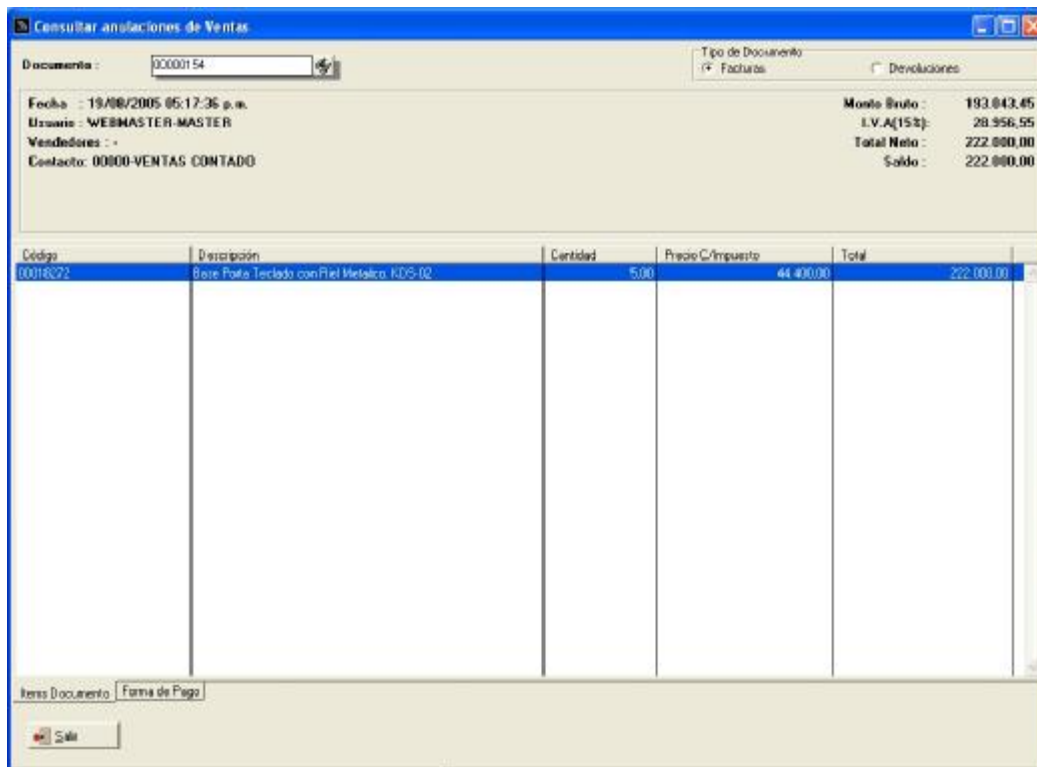 Consultar anulaciones de Ventas
Documento : 00000154
Tipo de Documento
Facturas Devoluciones
Fecha : 19/08/2005 05:17:36 p.m.
Usuario : WEBMASTER-MASTER
Vendedores : -
Contacto: 00000-VENTAS CONTADO
Monto Bruto : 193.043,45
I.V.A(15%): 28.956,55
Total Neto : 222.000,00
Saldo : 222.000,00
Código Descripción Cantidad Precio C/Impuesto Total
00018272 Base Porta Teclado con Riel Metalico. KDS-02 5,00 44.400,00 222.000,00
Items Documento Forma de Pago
Salir